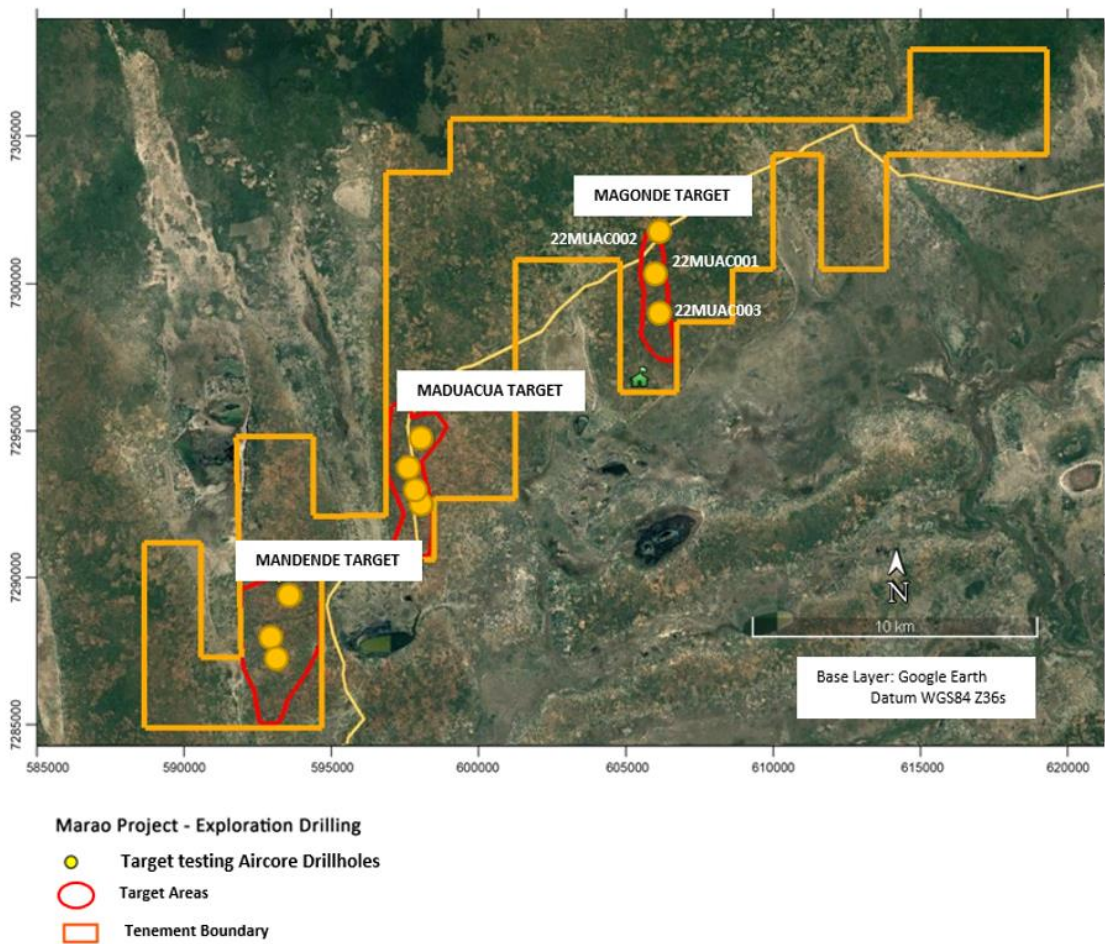 7305000
7300000
7295000
7290000
7285000
MAGONDE TARGET
22MUAC002
22MUAC001
22MUAC003
MADUACUA TARGET
MANDENDE TARGET
N
10 km
Base Layer: Google Earth
Datum WGS84 Z36s
585000 590000 595000 600000 605000 610000 615000 620000
Marao Project - Exploration Drilling
Target testing Aircore Drillholes
Target Areas
Tenement Boundary